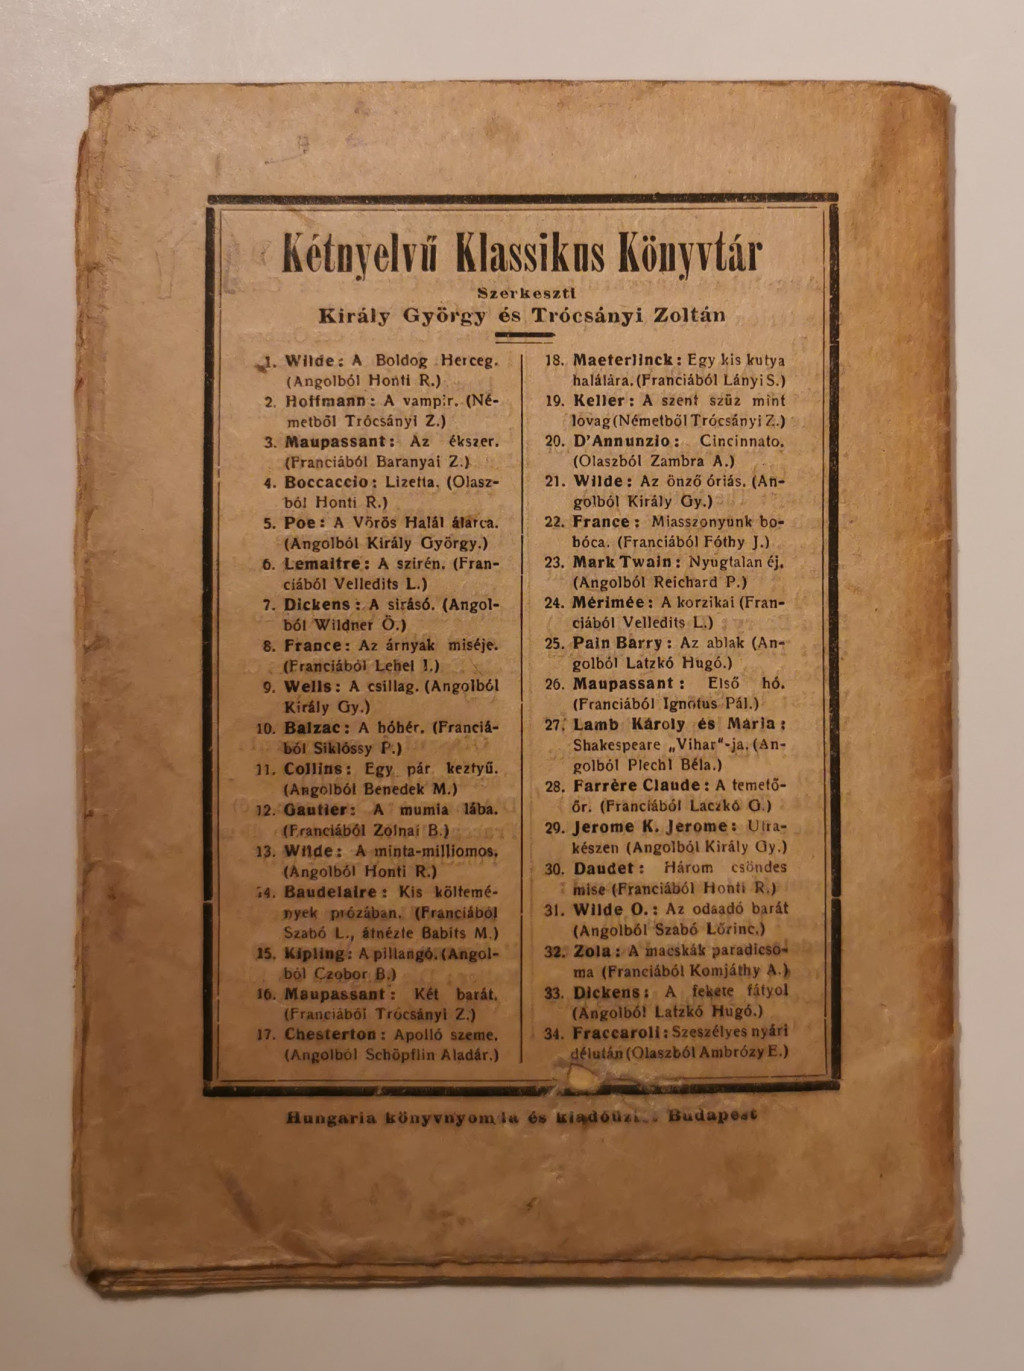 Kétnyelvű Klassikus Könyvtár
Szerkeszti
Király György és Trócsányi Zoltán
1. Wilde: A Boldog Herceg.
(Angolból Honti R.)
2. Hoffmann: A vampir. (Né-
metből Trócsányi Z.)
3. Maupassant: Az ékszer.
(Franciából Baranyai Z.)
4. Boccaccio: Lizetta. (Olasz-
ból Honti R.)
5. Poe: A Vörös Halál álarca.
(Angolból Király György.)
6. Lemaitre: A szirén. (Fran-
ciából Velledits L.)
7. Dickens: A sirásó. (Angol-
ból Wildner Ö.)
8. France: Az árnyak miséje.
(Franciából Lehel I.)
9. Wells: A csillag. (Angolból
Király Gy.)
10. Balzac: A hóhér. (Franciá-
ból Siklóssy P.)
11. Collins: Egy pár keztyű.
(Angolból Benedek M.)
12. Gautier: A mumia lába.
(Franciából Zolnai B.)
13. Wilde: A minta-milliomos.
(Angolból Honti R.)
14. Baudelaire: Kis költemé-
nyek prózában. (Franciából
Szabó L., átnézte Babits M.)
15. Kipling: A pillangó. (Angol-
ból Czobor B.)
16. Maupassant: Két barát.
(Franciából Trócsányi Z.)
17. Chesterton: Apolló szeme.
(Angolból Schöpflin Aladár.)
18. Maeterlinck: Egy kis kutya
halálára. (Franciából Lányi S.)
19. Keller: A szent szűz mint
lovag (Németből Trócsányi Z.)
20. D'Annunzio: Cincinnato.
(Olaszból Zambra A.)
21. Wilde: Az önző óriás. (An-
golból Király Gy.)
22. France: Miasszonyunk bo-
hóca. (Franciából Fóthy J.)
23. Mark Twain: Nyugtalan éj.
(Angolból Reichard P.)
24. Mérimée: A korzikai (Fran-
ciából Velledits L.)
25. Pain Barry: Az ablak (An-
golból Latzkó Hugó.)
26. Maupassant: Első hó.
(Franciából Ignotus Pál.)
27. Lamb Károly és Mária:
Shakespeare „Vihar"-ja. (An-
golból Plechl Béla.)
28. Farrère Claude: A temető-
őr. (Franciából Laczkó G.)
29. Jerome K. Jerome: Utra-
készen (Angolból Király Gy.)
30. Daudet: Három csöndes
mise (Franciából Honti R.)
31. Wilde O.: Az odaadó barát
(Angolból Szabó Lőrinc.)
32. Zola: A macskák paradicso-
ma (Franciából Komjáthy A.)
33. Dickens: A fekete fátyol
(Angolból Latzkó Hugó.)
34. Fraccaroli: Szeszélyes nyári
délután (Olaszból Ambrózy E.)
Hungaria könyvnyomda és Budapest